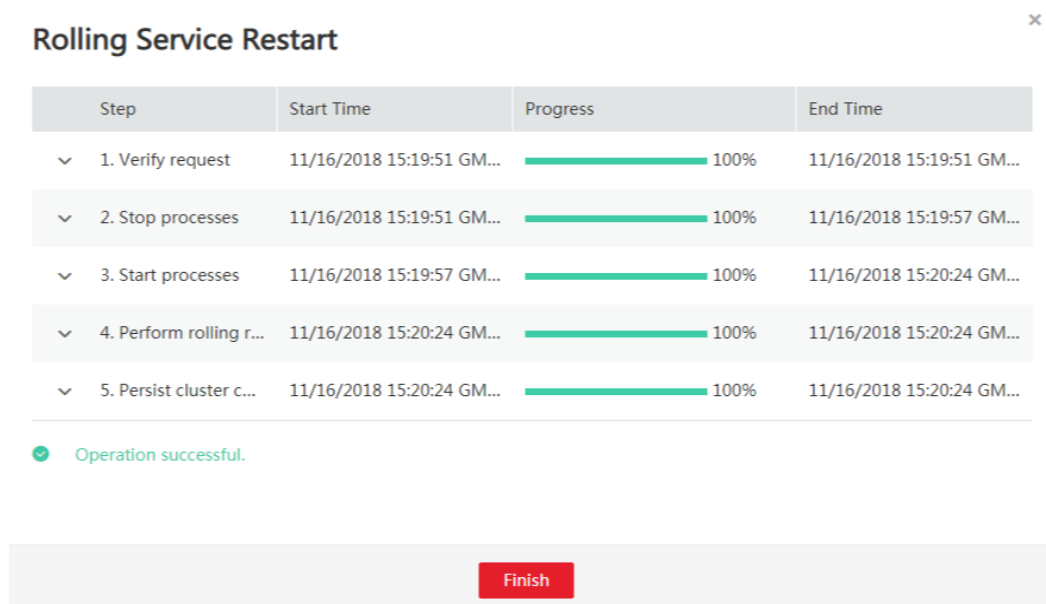 ×
Rolling Service Restart
Step Start Time Progress End Time
1. Verify request 11/16/2018 15:19:51 GM... 100% 11/16/2018 15:19:51 GM...
2. Stop processes 11/16/2018 15:19:51 GM... 100% 11/16/2018 15:19:57 GM...
3. Start processes 11/16/2018 15:19:57 GM... 100% 11/16/2018 15:20:24 GM...
4. Perform rolling r... 11/16/2018 15:20:24 GM... 100% 11/16/2018 15:20:24 GM...
5. Persist cluster c... 11/16/2018 15:20:24 GM... 100% 11/16/2018 15:20:24 GM...
Operation successful.
Finish